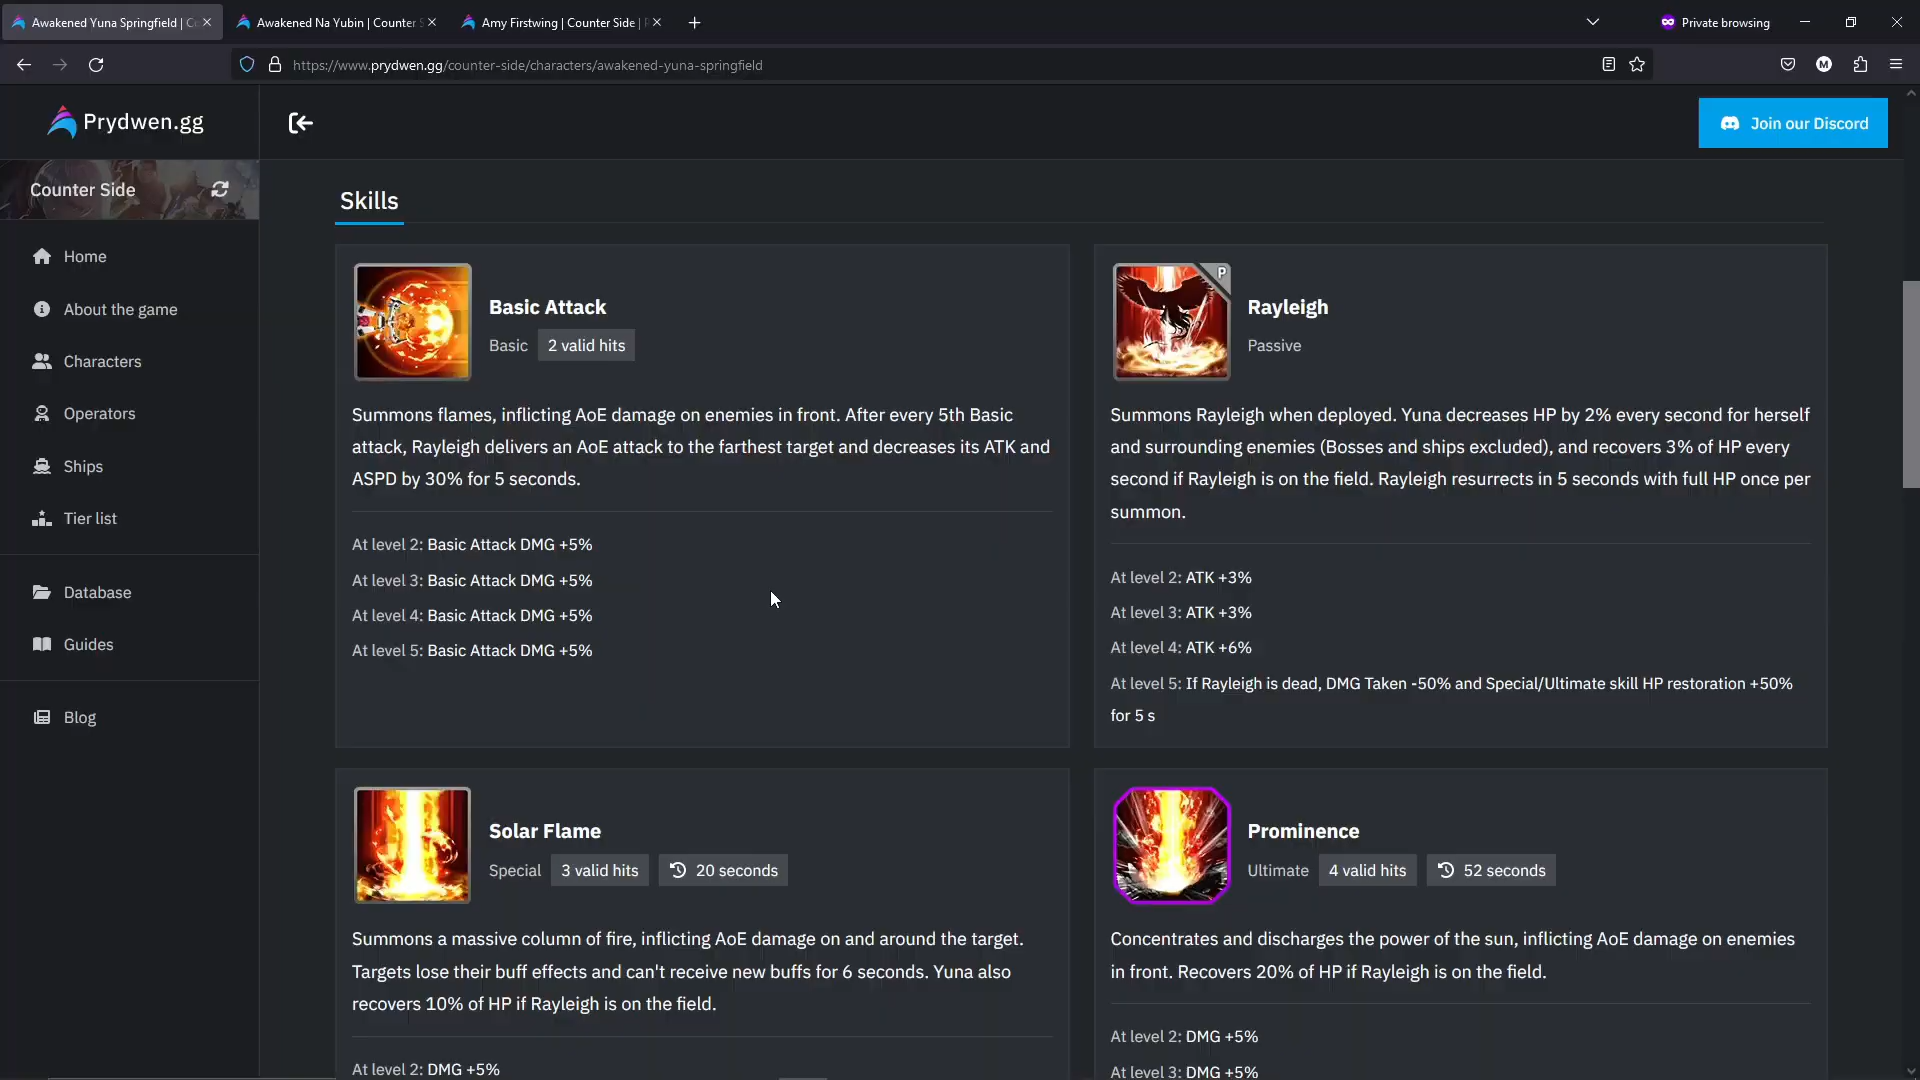 Awakened Yuna Springfield | C
Awakened Na Yubin | Counter S
Amy Firstwing | Counter Side |
Private browsing
https://www.prydwen.gg/counter-side/characters/awakened-yuna-springfield
M
Prydwen.gg
Join our Discord
Counter Side
Home
About the game
Characters
Operators
Ships
Tier list
Database
Guides
Blog
Skills
Basic Attack
Basic 2 valid hits
Summons flames, inflicting AoE damage on enemies in front. After every 5th Basic
attack, Rayleigh delivers an AoE attack to the farthest target and decreases its ATK and
ASPD by 30% for 5 seconds.
At level 2: Basic Attack DMG +5%
At level 3: Basic Attack DMG +5%
At level 4: Basic Attack DMG +5%
At level 5: Basic Attack DMG +5%
P
Rayleigh
Passive
Summons Rayleigh when deployed. Yuna decreases HP by 2% every second for herself
and surrounding enemies (Bosses and ships excluded), and recovers 3% of HP every
second if Rayleigh is on the field. Rayleigh resurrects in 5 seconds with full HP once per
summon.
At level 2: ATK +3%
At level 3: ATK +3%
At level 4: ATK +6%
At level 5: If Rayleigh is dead, DMG Taken -50% and Special/Ultimate skill HP restoration +50%
for 5 s
Solar Flame
Special 3 valid hits 20 seconds
Summons a massive column of fire, inflicting AoE damage on and around the target.
Targets lose their buff effects and can't receive new buffs for 6 seconds. Yuna also
recovers 10% of HP if Rayleigh is on the field.
At level 2: DMG +5%
Prominence
Ultimate 4 valid hits 52 seconds
Concentrates and discharges the power of the sun, inflicting AoE damage on enemies
in front. Recovers 20% of HP if Rayleigh is on the field.
At level 2: DMG +5%
At level 3: DMG +5%